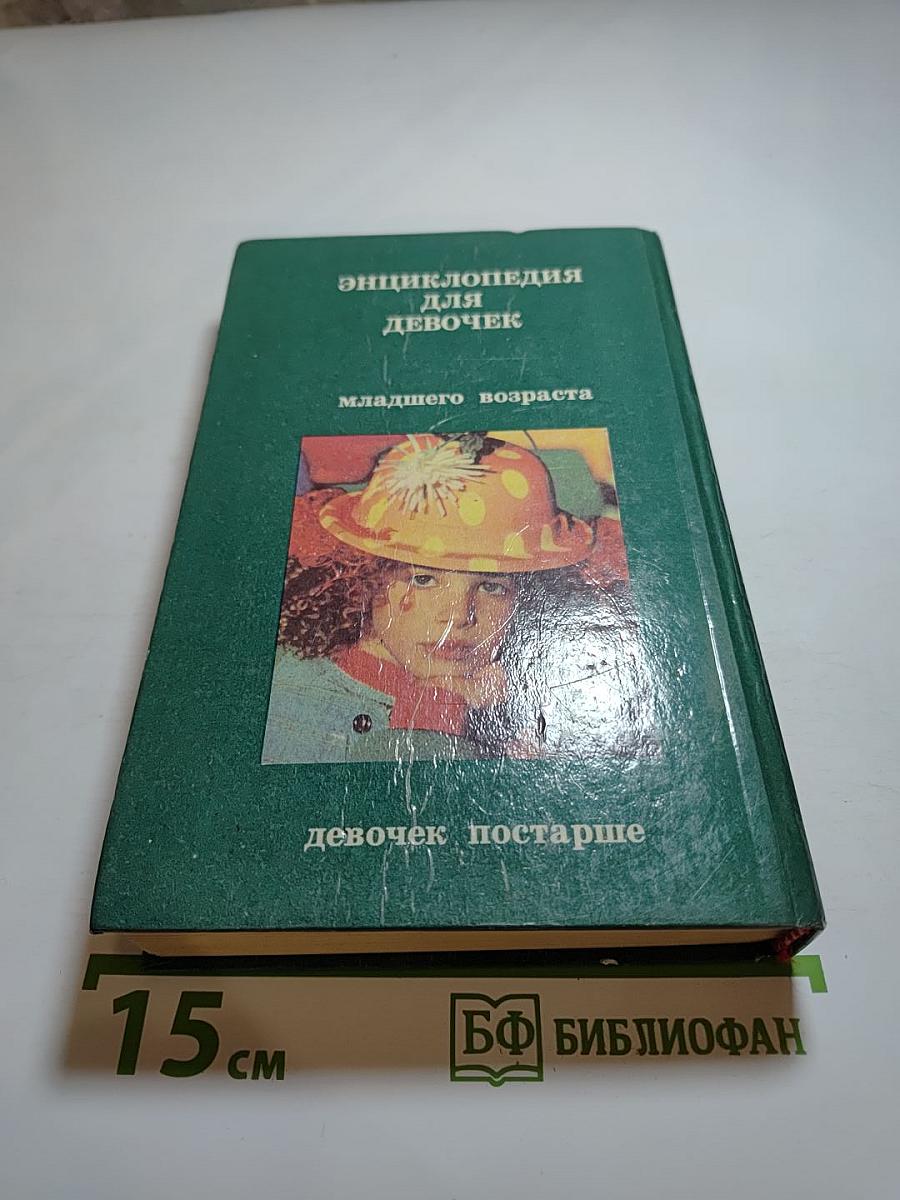 ЭНЦИКЛОПЕДИЯ
ДЛЯ
ДЕВОЧЕК
младшего возраста
девочек постарше
15 см
БФ БИБЛИОФАН